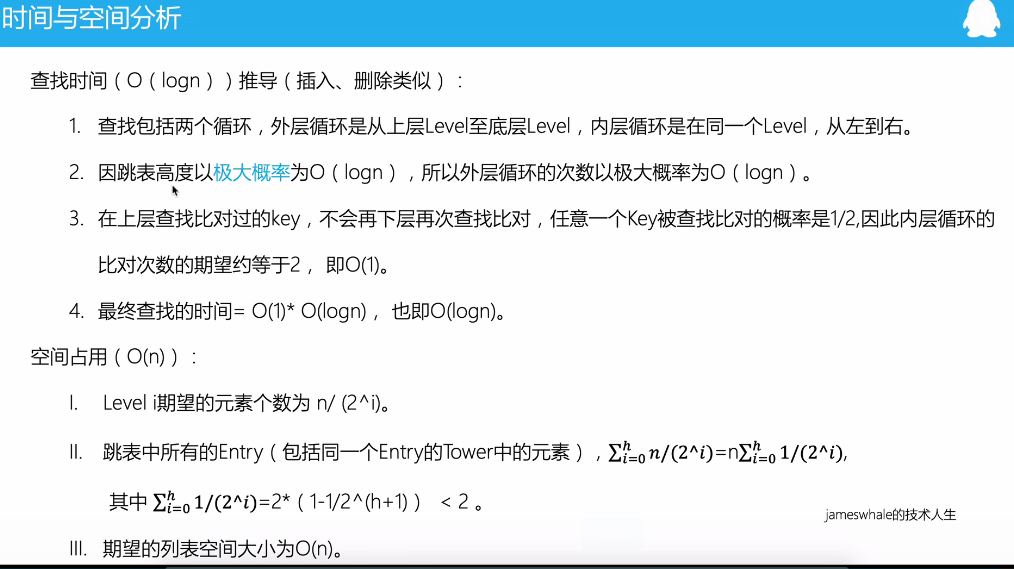 时间与空间分析
查找时间（O（logn））推导（插入、删除类似）：
1. 查找包括两个循环，外层循环是从上层Level至底层Level，内层循环是在同一个Level，从左到右。
2. 因跳表高度以极大概率为O（logn），所以外层循环的次数以极大概率为O（logn）。
3. 在上层查找比对过的key，不会再下层再次查找比对，任意一个Key被查找比对的概率是1/2,因此内层循环的
比对次数的期望约等于2， 即O(1)。
4. 最终查找的时间= O(1)* O(logn)， 也即O(logn)。
空间占用（O(n)）：
I. Level i期望的元素个数为 n/ (2^i)。
II. 跳表中所有的Entry（包括同一个Entry的Tower中的元素），∑_{i=0}^{h} n/(2^i)=n∑_{i=0}^{h} 1/(2^i),
其中 ∑_{i=0}^{h} 1/(2^i)=2*（1-1/2^(h+1)） < 2 。
jameswhale的技术人生
III. 期望的列表空间大小为O(n)。